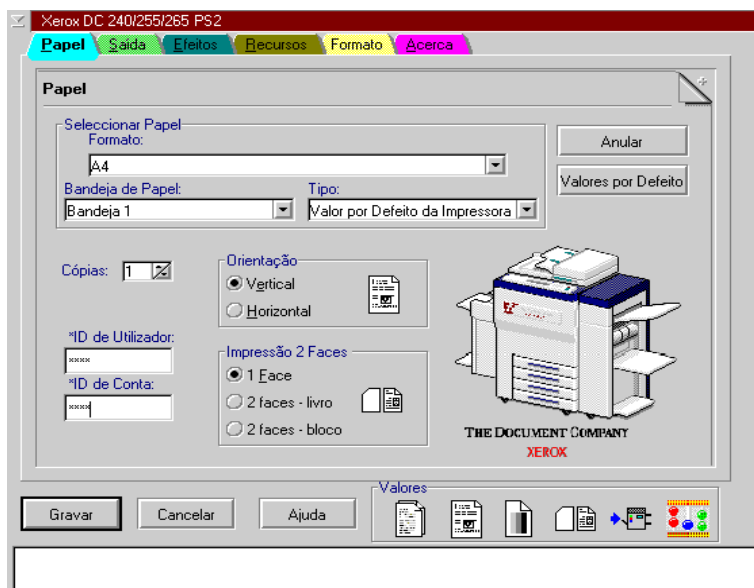 Xerox DC 240/255/265 PS2
Papel Saída Efeitos Recursos Formato Acerca
Papel
Seleccionar Papel
Formato:
A4
Anular
Bandeja de Papel: Tipo:
Valores por Defeito
Bandeja 1 Valor por Defeito da Impressora
Cópias: 1
Orientação
Vertical
Horizontal
*ID de Utilizador:
****
*ID de Conta:
****
Impressão 2 Faces
1 Face
2 faces - livro
2 faces - bloco
THE DOCUMENT COMPANY
XEROX
Gravar Cancelar Ajuda
Valores